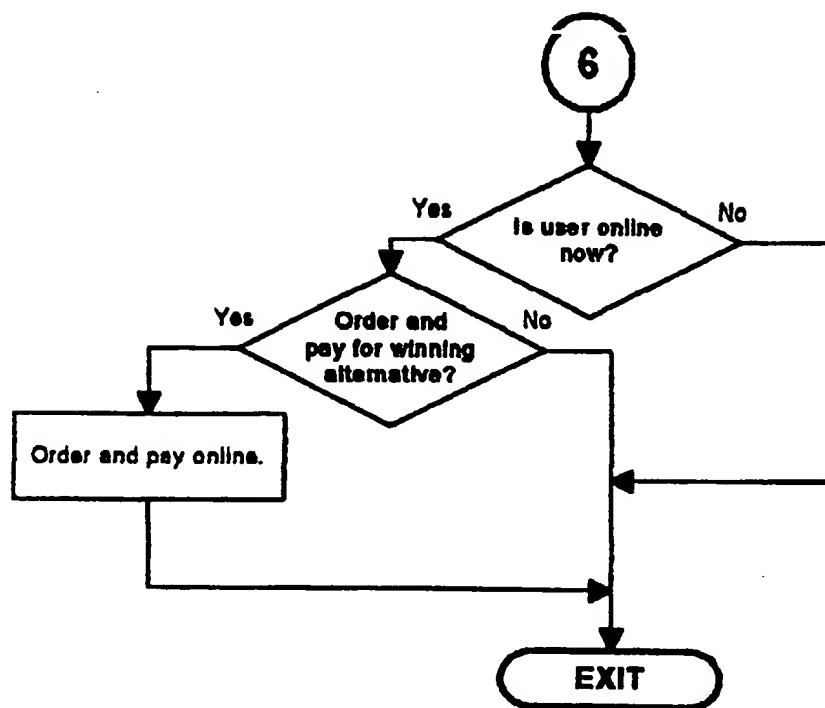 6
Is user online
now?
Yes
No
Order and
pay for winning
alternative?
Yes
No
Order and pay online.
EXIT